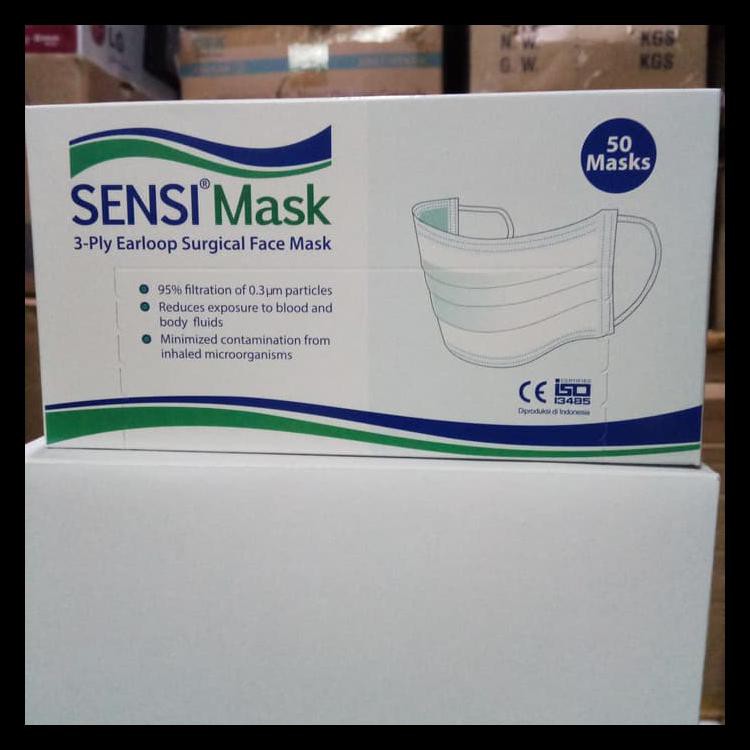 LG
N. W. KGS
G. W. KGS
50
Masks
SENSI® Mask
3-Ply Earloop Surgical Face Mask
95% filtration of 0.3µm particles
Reduces exposure to blood and
body fluids
Minimized contamination from
inhaled microorganisms
CE
CERTIFIED
ISO
13485
Diproduksi di Indonesia